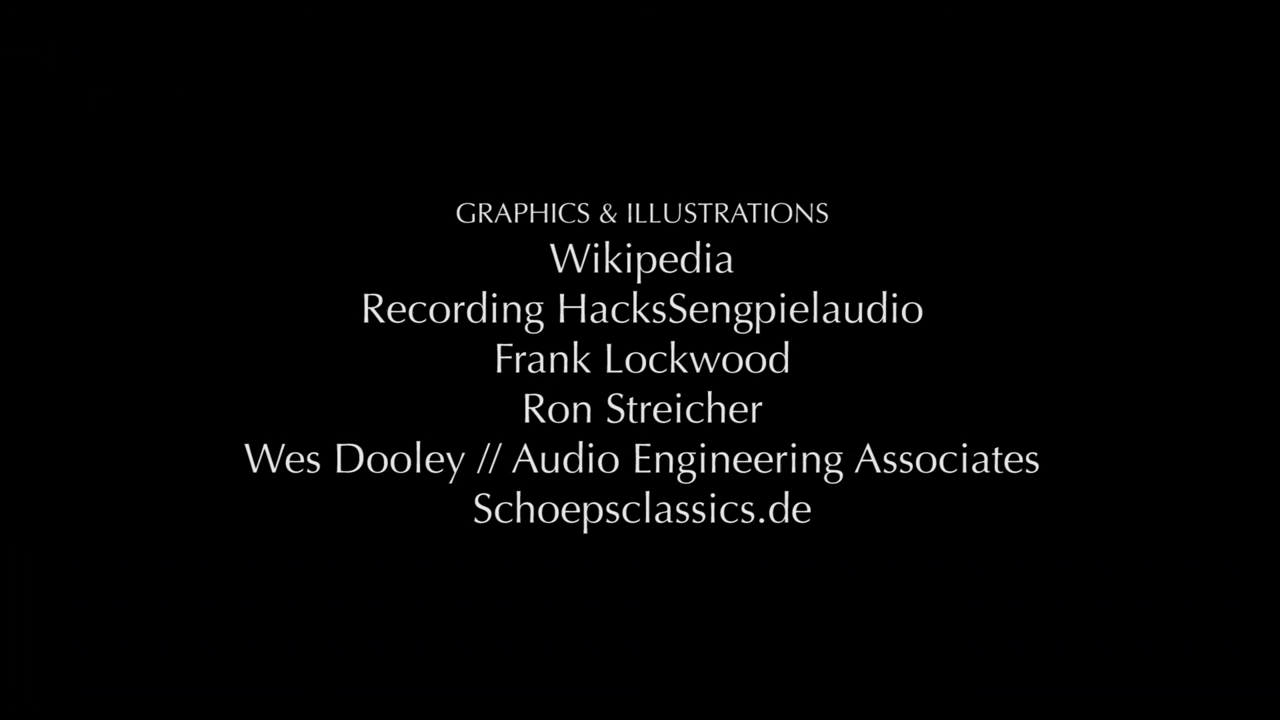 GRAPHICS & ILLUSTRATIONS
Wikipedia
Recording HacksSengpielaudio
Frank Lockwood
Ron Streicher
Wes Dooley // Audio Engineering Associates
Schoepsclassics.de